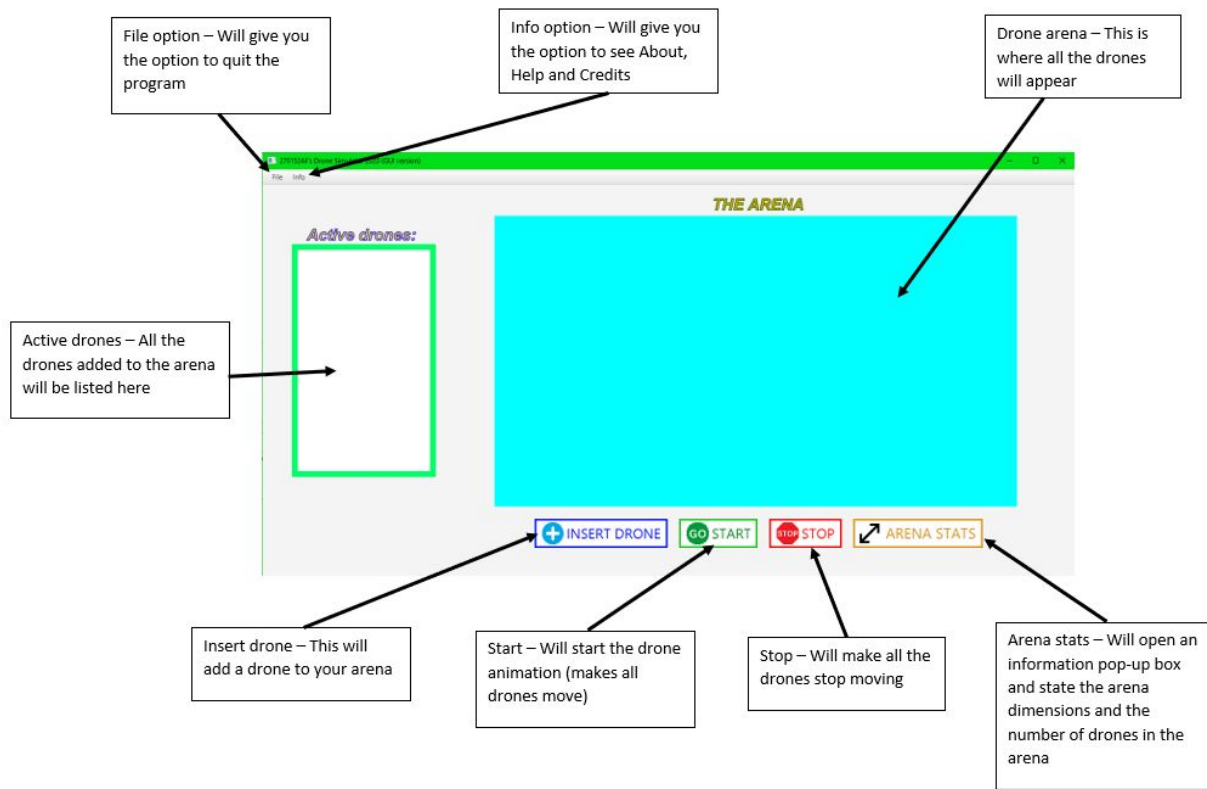 File option – Will give you
the option to quit the
program
Info option – Will give you
the option to see About,
Help and Credits
Drone arena – This is
where all the drones
will appear
Drone (GUI version)
File Info
THE ARENA
Active drones:
Active drones – All the
drones added to the arena
will be listed here
INSERT DRONE
GO START
STOP STOP
ARENA STATS
Insert drone – This will
add a drone to your arena
Start – Will start the drone
animation (makes all
drones move)
Stop – Will make all the
drones stop moving
Arena stats – Will open an
information pop-up box
and state the arena
dimensions and the
number of drones in the
arena